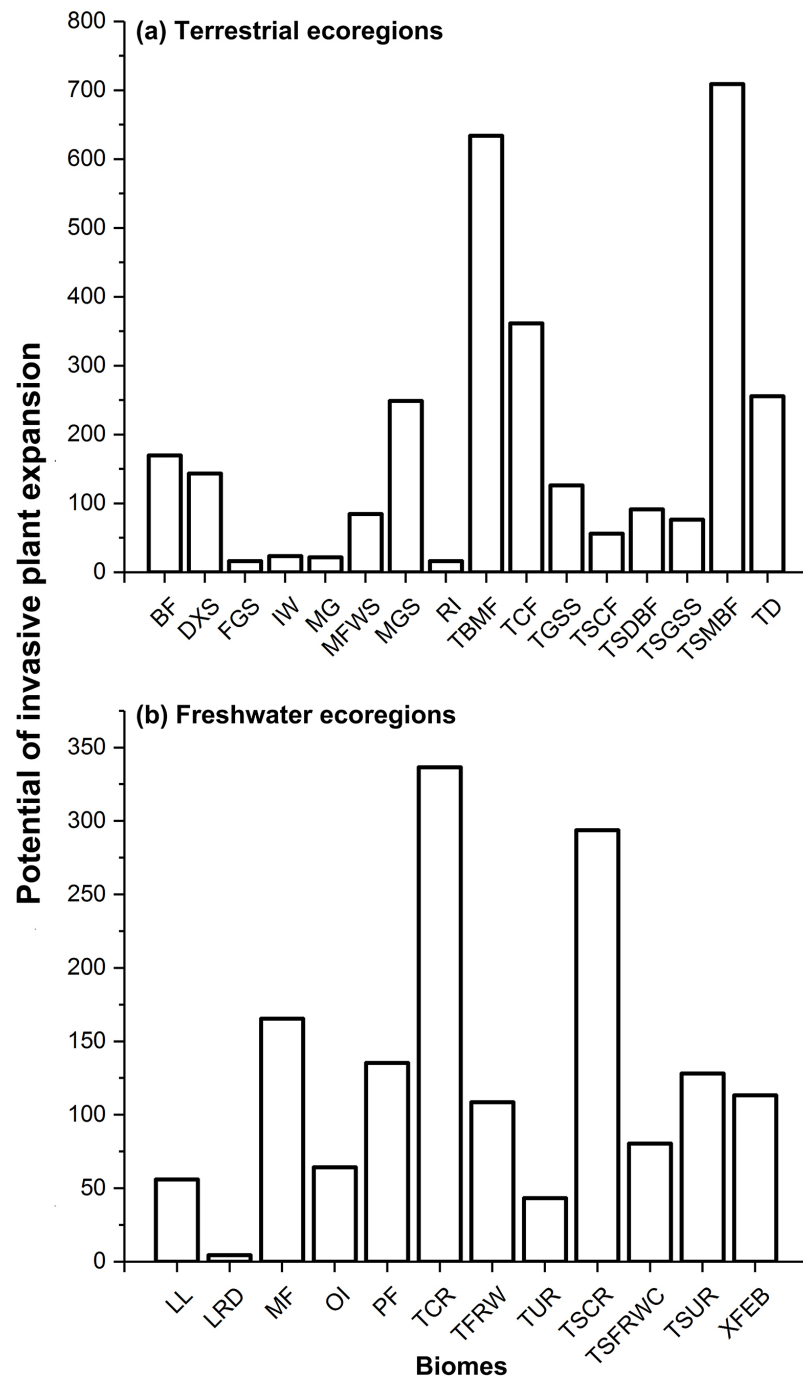 Potential of invasive plant expansion
(a) Terrestrial ecoregions
800
700
600
500
400
300
200
100
0
BF DXS FGS IW MG MFWS MGS RI TBMF TCF TGSS TSCF TSDBF TSGSS TSMBF TD
(b) Freshwater ecoregions
350
300
250
200
150
100
50
0
LL LRD MF OI PF TCR TFRW TUR TSCR TSFRWC TSUR XFEB
Biomes